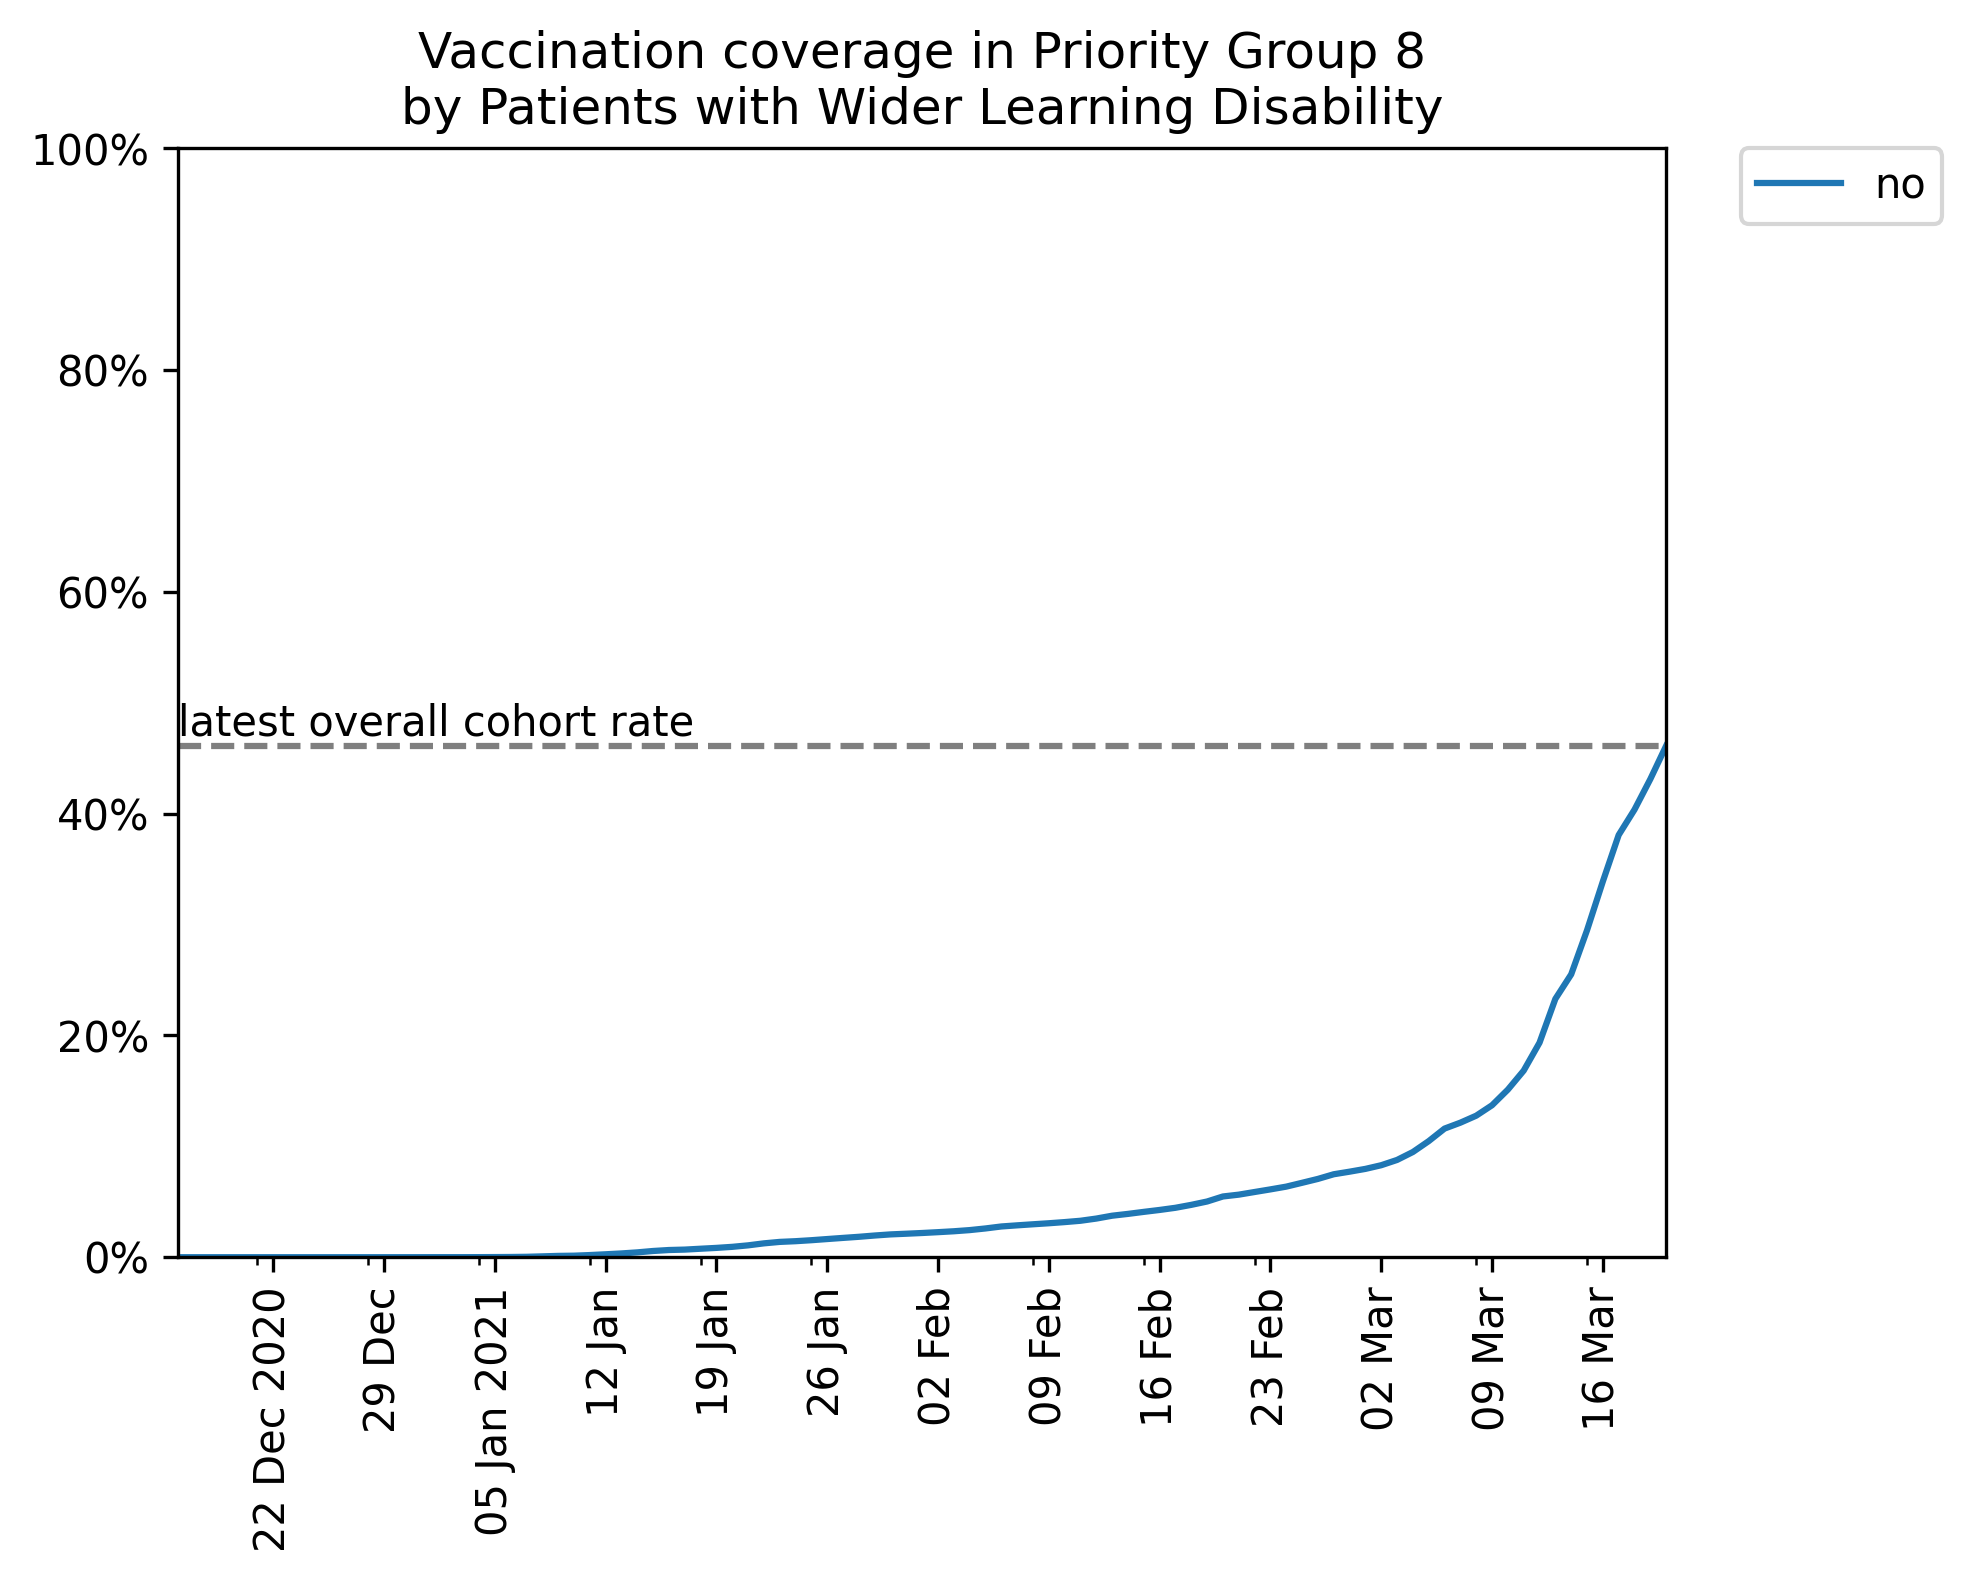 Vaccination coverage in Priority Group 8
by Patients with Wider Learning Disability
100%
80%
60%
40%
20%
0%
latest overall cohort rate
no
22 Dec 2020
29 Dec
05 Jan 2021
12 Jan
19 Jan
26 Jan
02 Feb
09 Feb
16 Feb
23 Feb
02 Mar
09 Mar
16 Mar